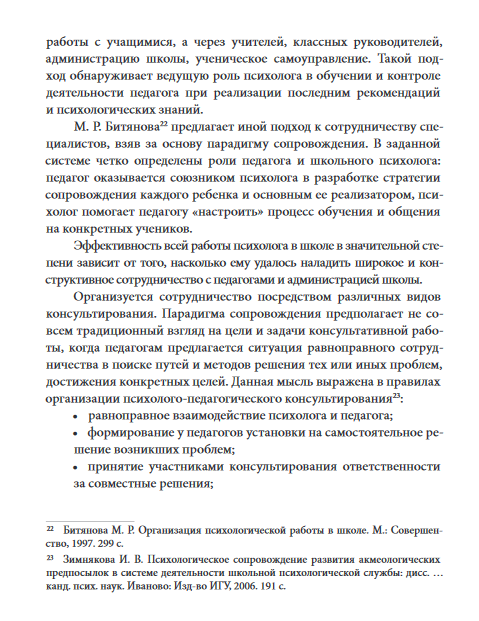 работы с учащимися, а через учителей, классных руководителей,
администрацию школы, ученическое самоуправление. Такой под-
ход обнаруживает ведущую роль психолога в обучении и контроле
деятельности педагога при реализации последним рекомендаций
и психологических знаний.
М. Р. Битянова22 предлагает иной подход к сотрудничеству спе-
циалистов, взяв за основу парадигму сопровождения. В заданной
системе четко определены роли педагога и школьного психолога:
педагог оказывается союзником психолога в разработке стратегии
сопровождения каждого ребенка и основным ее реализатором, пси-
холог помогает педагогу «настроить» процесс обучения и общения
на конкретных учеников.
Эффективность всей работы психолога в школе в значительной сте-
пени зависит от того, насколько ему удалось наладить широкое и кон-
структивное сотрудничество с педагогами и администрацией школы.
Организуется сотрудничество посредством различных видов
консультирования. Парадигма сопровождения предполагает не со-
всем традиционный взгляд на цели и задачи консультативной рабо-
ты, когда педагогам предлагается ситуация равноправного сотруд-
ничества в поиске путей и методов решения тех или иных проблем,
достижения конкретных целей. Данная мысль выражена в правилах
организации психолого-педагогического консультирования23:
• равноправное взаимодействие психолога и педагога;
• формирование у педагогов установки на самостоятельное ре-
шение возникших проблем;
• принятие участниками консультирования ответственности
за совместные решения;
22 Битянова М. Р. Организация психологической работы в школе. М.: Совершен-
ство, 1997. 299 с.
23 Зимнякова И. В. Психологическое сопровождение развития акмеологических
предпосылок в системе деятельности школьной психологической службы: дисс. …
канд. псих. наук. Иваново: Изд-во ИГУ, 2006. 191 с.